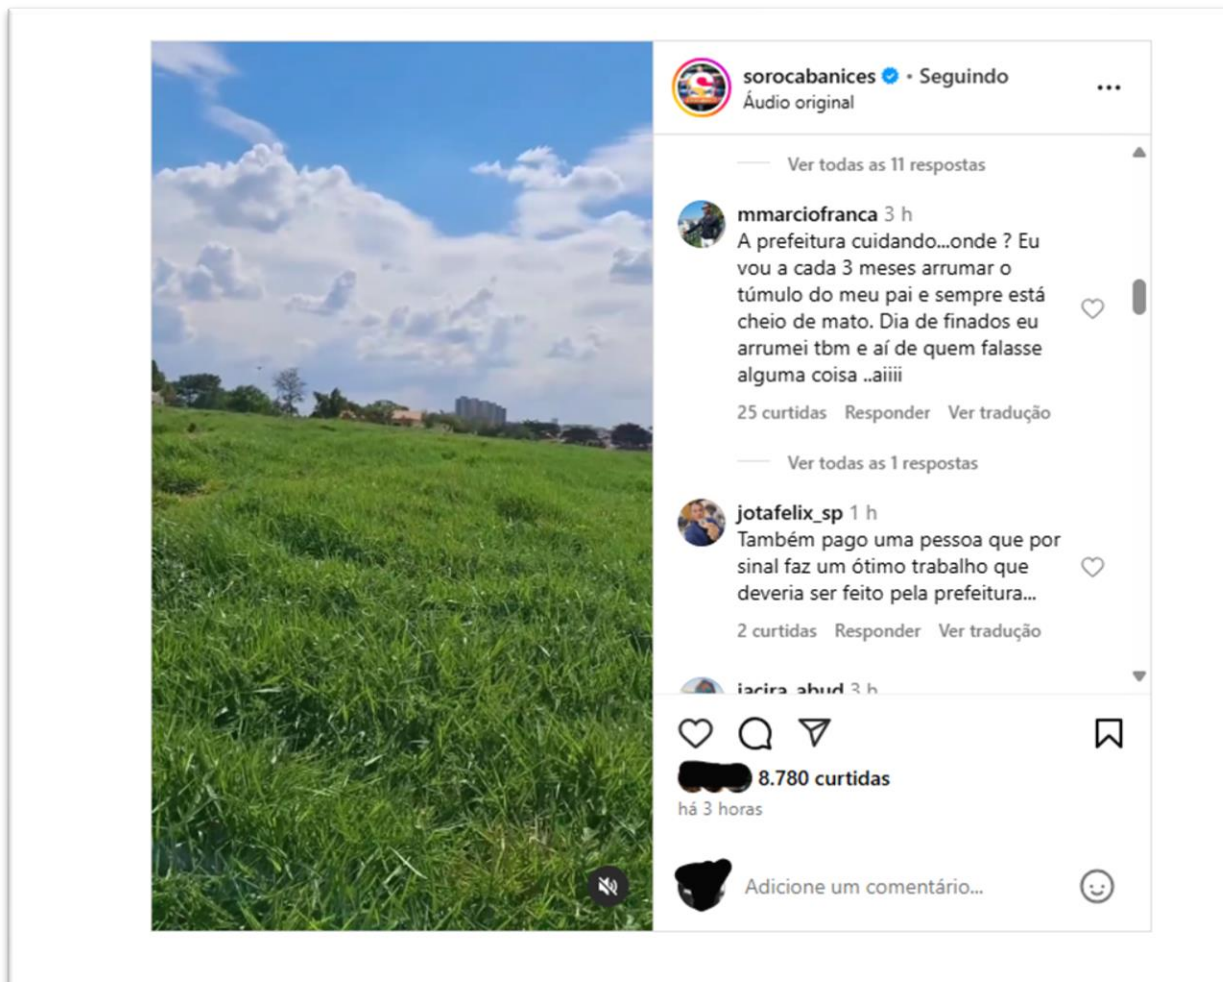 sorocabanices • Seguindo
Áudio original
Ver todas as 11 respostas
mmarciofranca 3 h
A prefeitura cuidando...onde ? Eu
vou a cada 3 meses arrumar o
túmulo do meu pai e sempre está
cheio de mato. Dia de finados eu
arrumei tbm e aí de quem falasse
alguma coisa ..aiiii
25 curtidas Responder Ver tradução
Ver todas as 1 respostas
jotafelix_sp 1 h
Também pago uma pessoa que por
sinal faz um ótimo trabalho que
deveria ser feito pela prefeitura...
2 curtidas Responder Ver tradução
jacira_abud 3 h
8.780 curtidas
há 3 horas
Adicione um comentário...